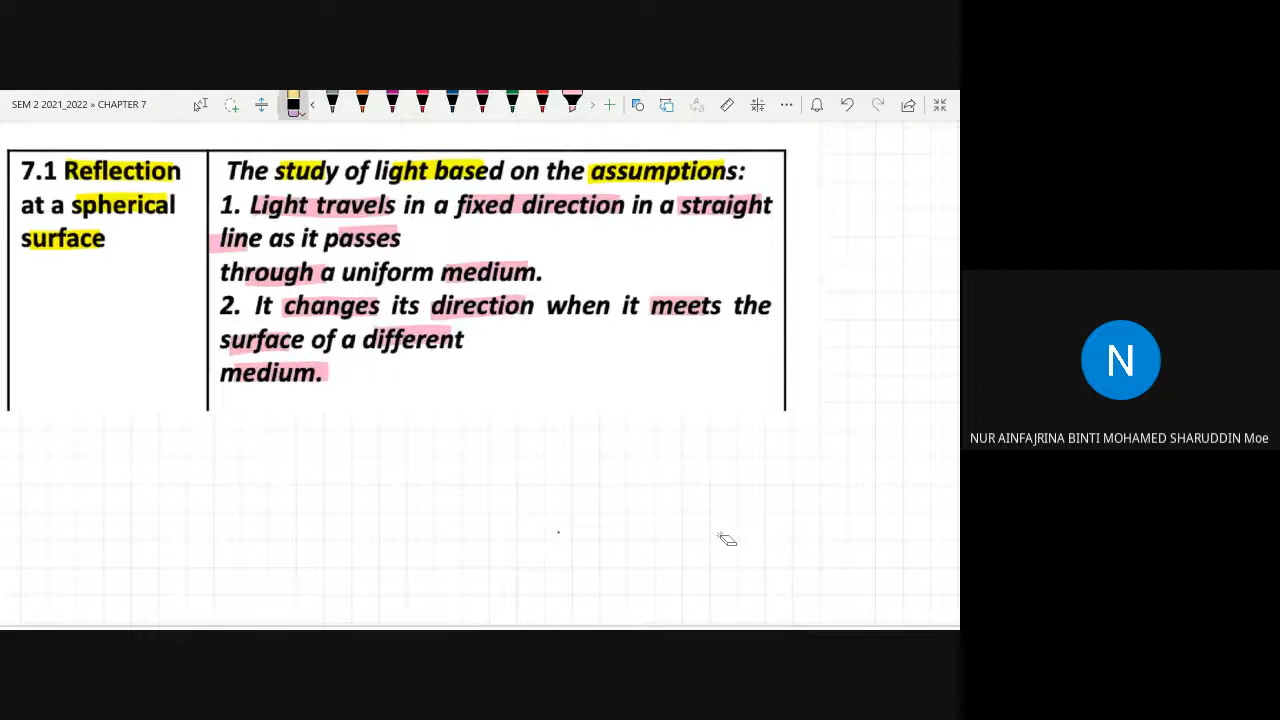 SEM 2 2021_2022 » CHAPTER 7
7.1 Reflection
at a spherical
surface
The study of light based on the assumptions:
1. Light travels in a fixed direction in a straight
line as it passes
through a uniform medium.
2. It changes its direction when it meets the
surface of a different
medium.
N
NUR AINFAJRINA BINTI MOHAMED SHARUDDIN Moe